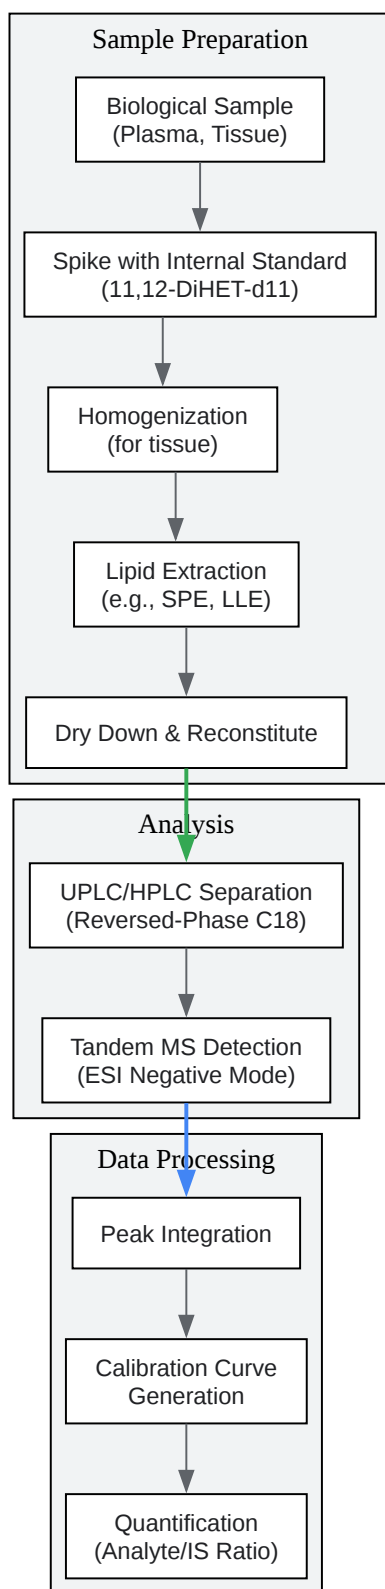 Sample Preparation
Biological Sample
(Plasma, Tissue)
Spike with Internal Standard
(11,12-DiHET-d11)
Homogenization
(for tissue)
Lipid Extraction
(e.g., SPE, LLE)
Dry Down & Reconstitute
Analysis
UPLC/HPLC Separation
(Reversed-Phase C18)
Tandem MS Detection
(ESI Negative Mode)
Data Processing
Peak Integration
Calibration Curve
Generation
Quantification
(Analyte/IS Ratio)